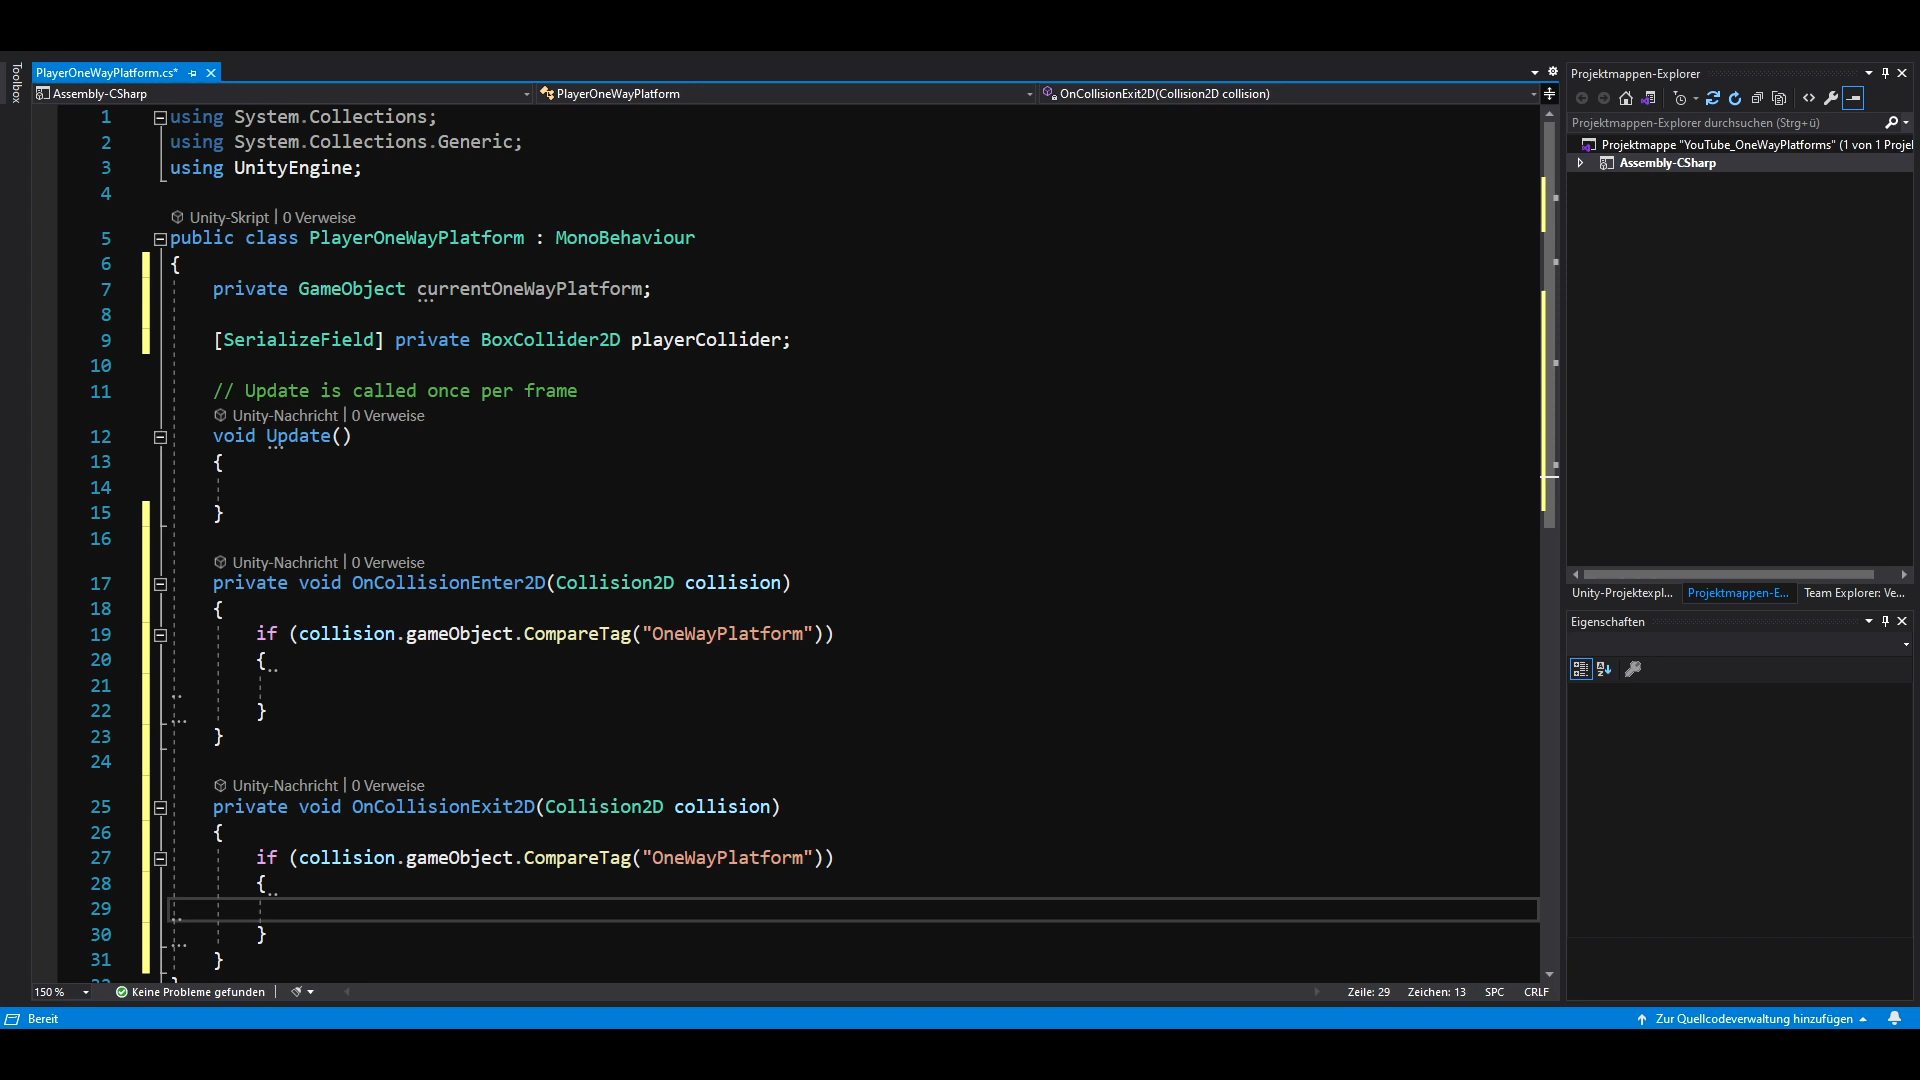 Toolbox
PlayerOneWayPlatform.cs*
Assembly-CSharp
PlayerOneWayPlatform
OnCollisionExit2D(Collision2D collision)
1 using System.Collections;
2 using System.Collections.Generic;
3 using UnityEngine;
4
Unity-Skript | 0 Verweise
5 public class PlayerOneWayPlatform : MonoBehaviour
6 {
7 private GameObject currentOneWayPlatform;
8
9 [SerializeField] private BoxCollider2D playerCollider;
10
11 // Update is called once per frame
Unity-Nachricht | 0 Verweise
12 void Update()
13 {
14
15 }
16
Unity-Nachricht | 0 Verweise
17 private void OnCollisionEnter2D(Collision2D collision)
18 {
19 if (collision.gameObject.CompareTag("OneWayPlatform"))
20 {
21
22 }
23 }
24
Unity-Nachricht | 0 Verweise
25 private void OnCollisionExit2D(Collision2D collision)
26 {
27 if (collision.gameObject.CompareTag("OneWayPlatform"))
28 {
29
30 }
31 }
150 %
Keine Probleme gefunden
Zeile: 29 Zeichen: 13 SPC CRLF
Bereit
Zur Quellcodeverwaltung hinzufügen
Projektmappen-Explorer
Projektmappen-Explorer durchsuchen (Strg+ü)
Projektmappe "YouTube_OneWayPlatforms" (1 von 1 Projel
Assembly-CSharp
Unity-Projektexpl... Projektmappen-E... Team Explorer: Ve...
Eigenschaften